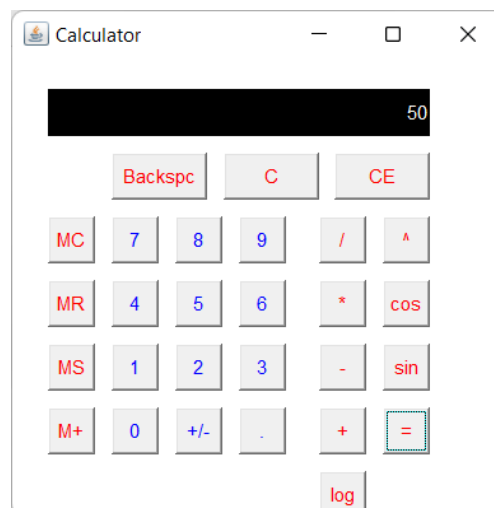 Calculator
50
Backspc C CE
MC 7 8 9 / ^
MR 4 5 6 * cos
MS 1 2 3 - sin
M+ 0 +/- . + =
log